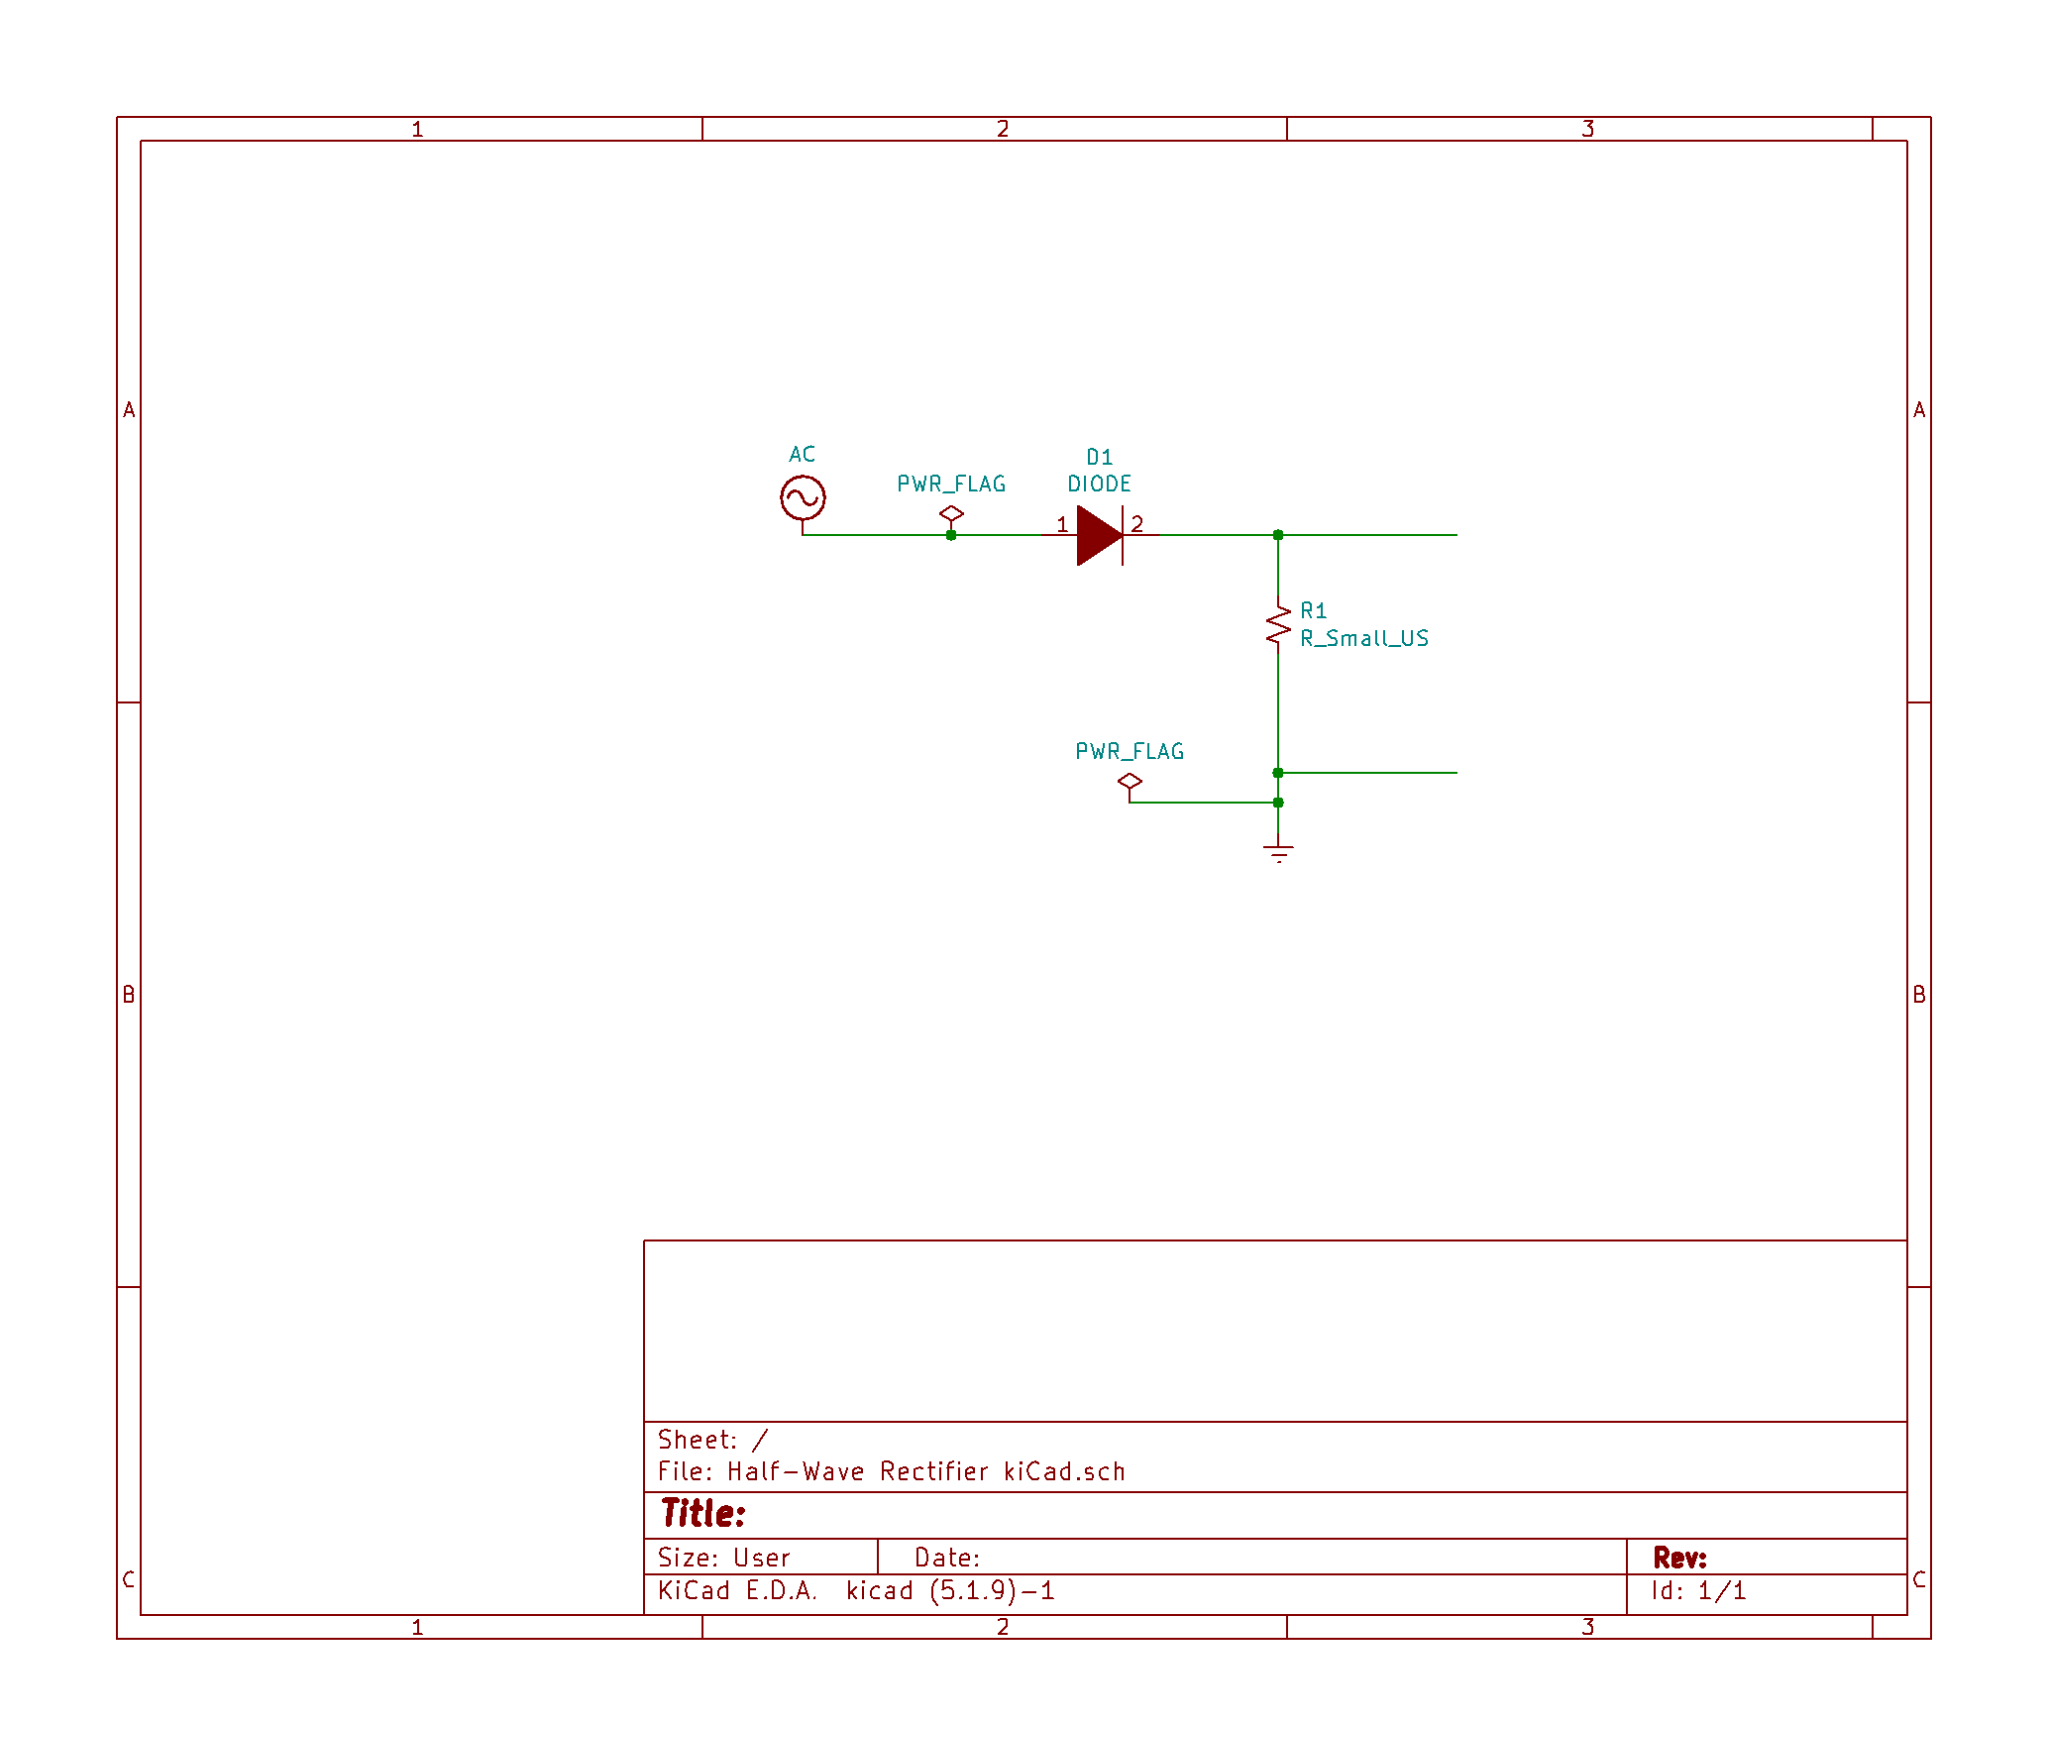 1 2 3
A A
AC
D1
PWR_FLAG
DIODE
1 2
R1
R_Small_US
PWR_FLAG
B B
Sheet: /
File: Half-Wave Rectifier kiCad.sch
Title:
Size: User Date: Rev:
C C
KiCad E.D.A. kicad (5.1.9)-1 Id: 1/1
1 2 3